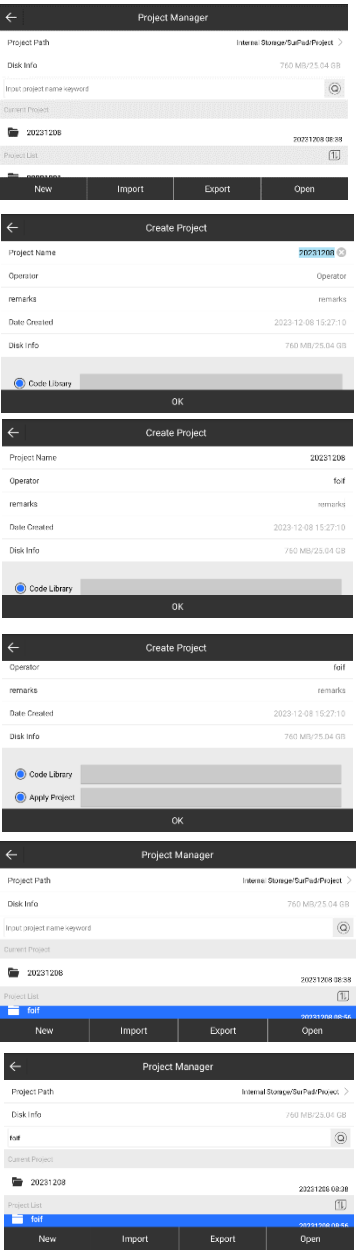 Project Manager
Project Path Internal Storage/SurPad/Project
Disk Info 760 MB/25.04 GB
Input project name keyword
Current Project
20231208
20231208 08:38
Project List
New Import Export Open
Create Project
Project Name 20231208
Operator Operator
remarks remarks
Date Created 2023-12-08 15:27:10
Disk Info 760 MB/25.04 GB
Code Library
OK
Create Project
Project Name 20231208
Operator foif
remarks remarks
Date Created 2023-12-08 15:27:10
Disk Info 760 MB/25.04 GB
Code Library
OK
Create Project
Operator foif
remarks remarks
Date Created 2023-12-08 15:27:10
Disk Info 760 MB/25.04 GB
Code Library
Apply Project
OK
Project Manager
Project Path Internal Storage/SurPad/Project
Disk Info 760 MB/25.04 GB
Input project name keyword
Current Project
20231208
20231208 08:38
Project List
foif
20231208 08:56
New Import Export Open
Project Manager
Project Path Internal Storage/SurPad/Project
Disk Info 760 MB/25.04 GB
foif
Current Project
20231208
20231208 08:38
Project List
foif
20231208 08:56
New Import Export Open